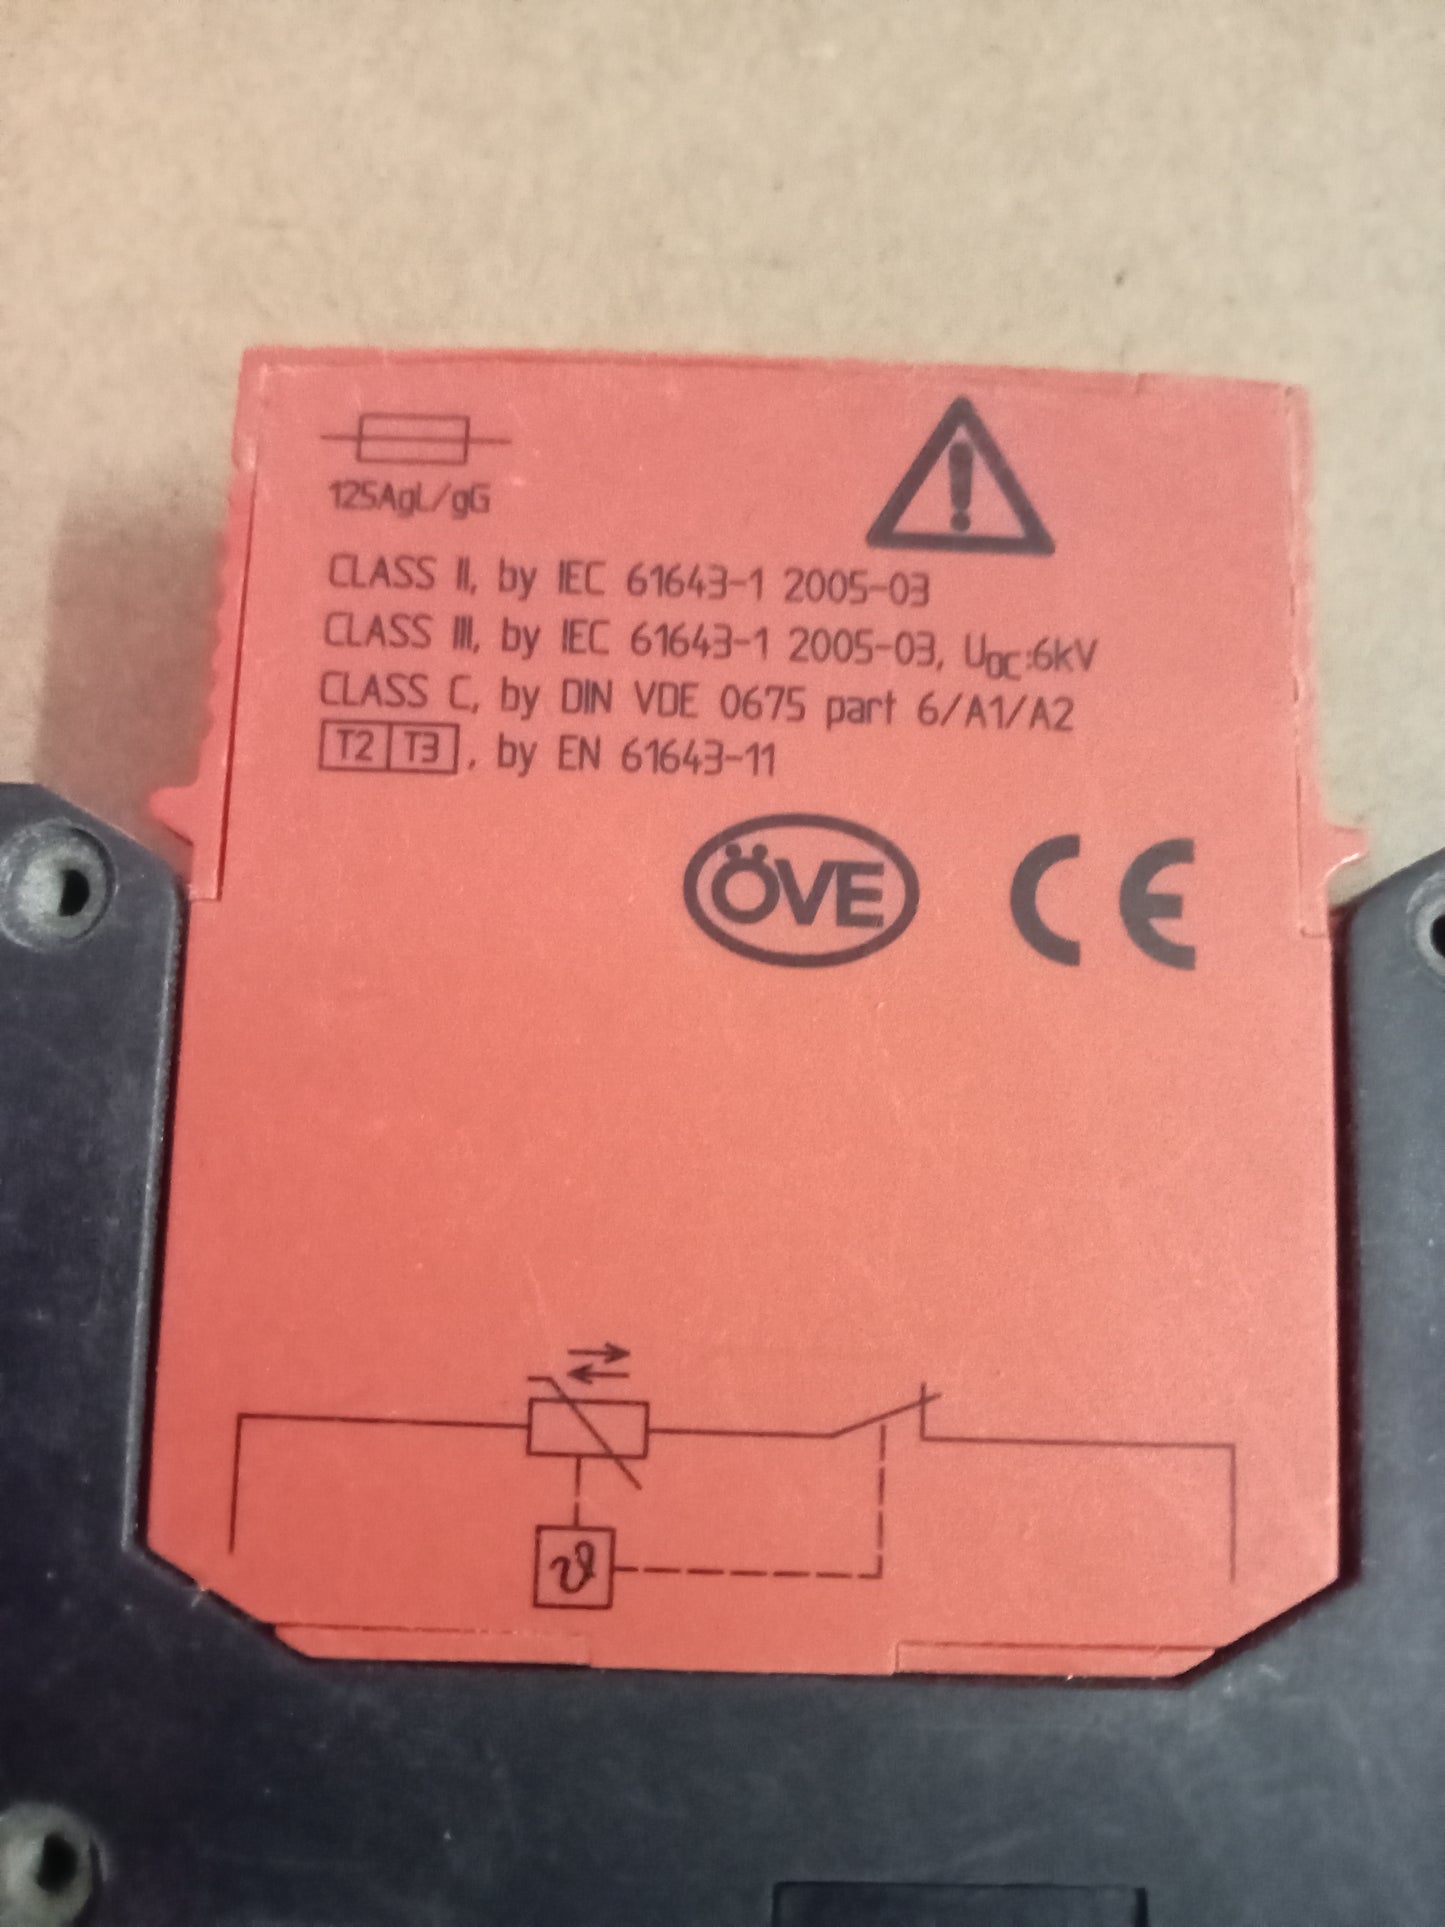 125AgL/gG
CLASS II, by IEC 61643-1 2005-03
CLASS III, by IEC 61643-1 2005-03, UOC:6kV
CLASS C, by DIN VDE 0675 part 6/A1/A2
T2 T3, by EN 61643-11
ÖVE CE
ϑ